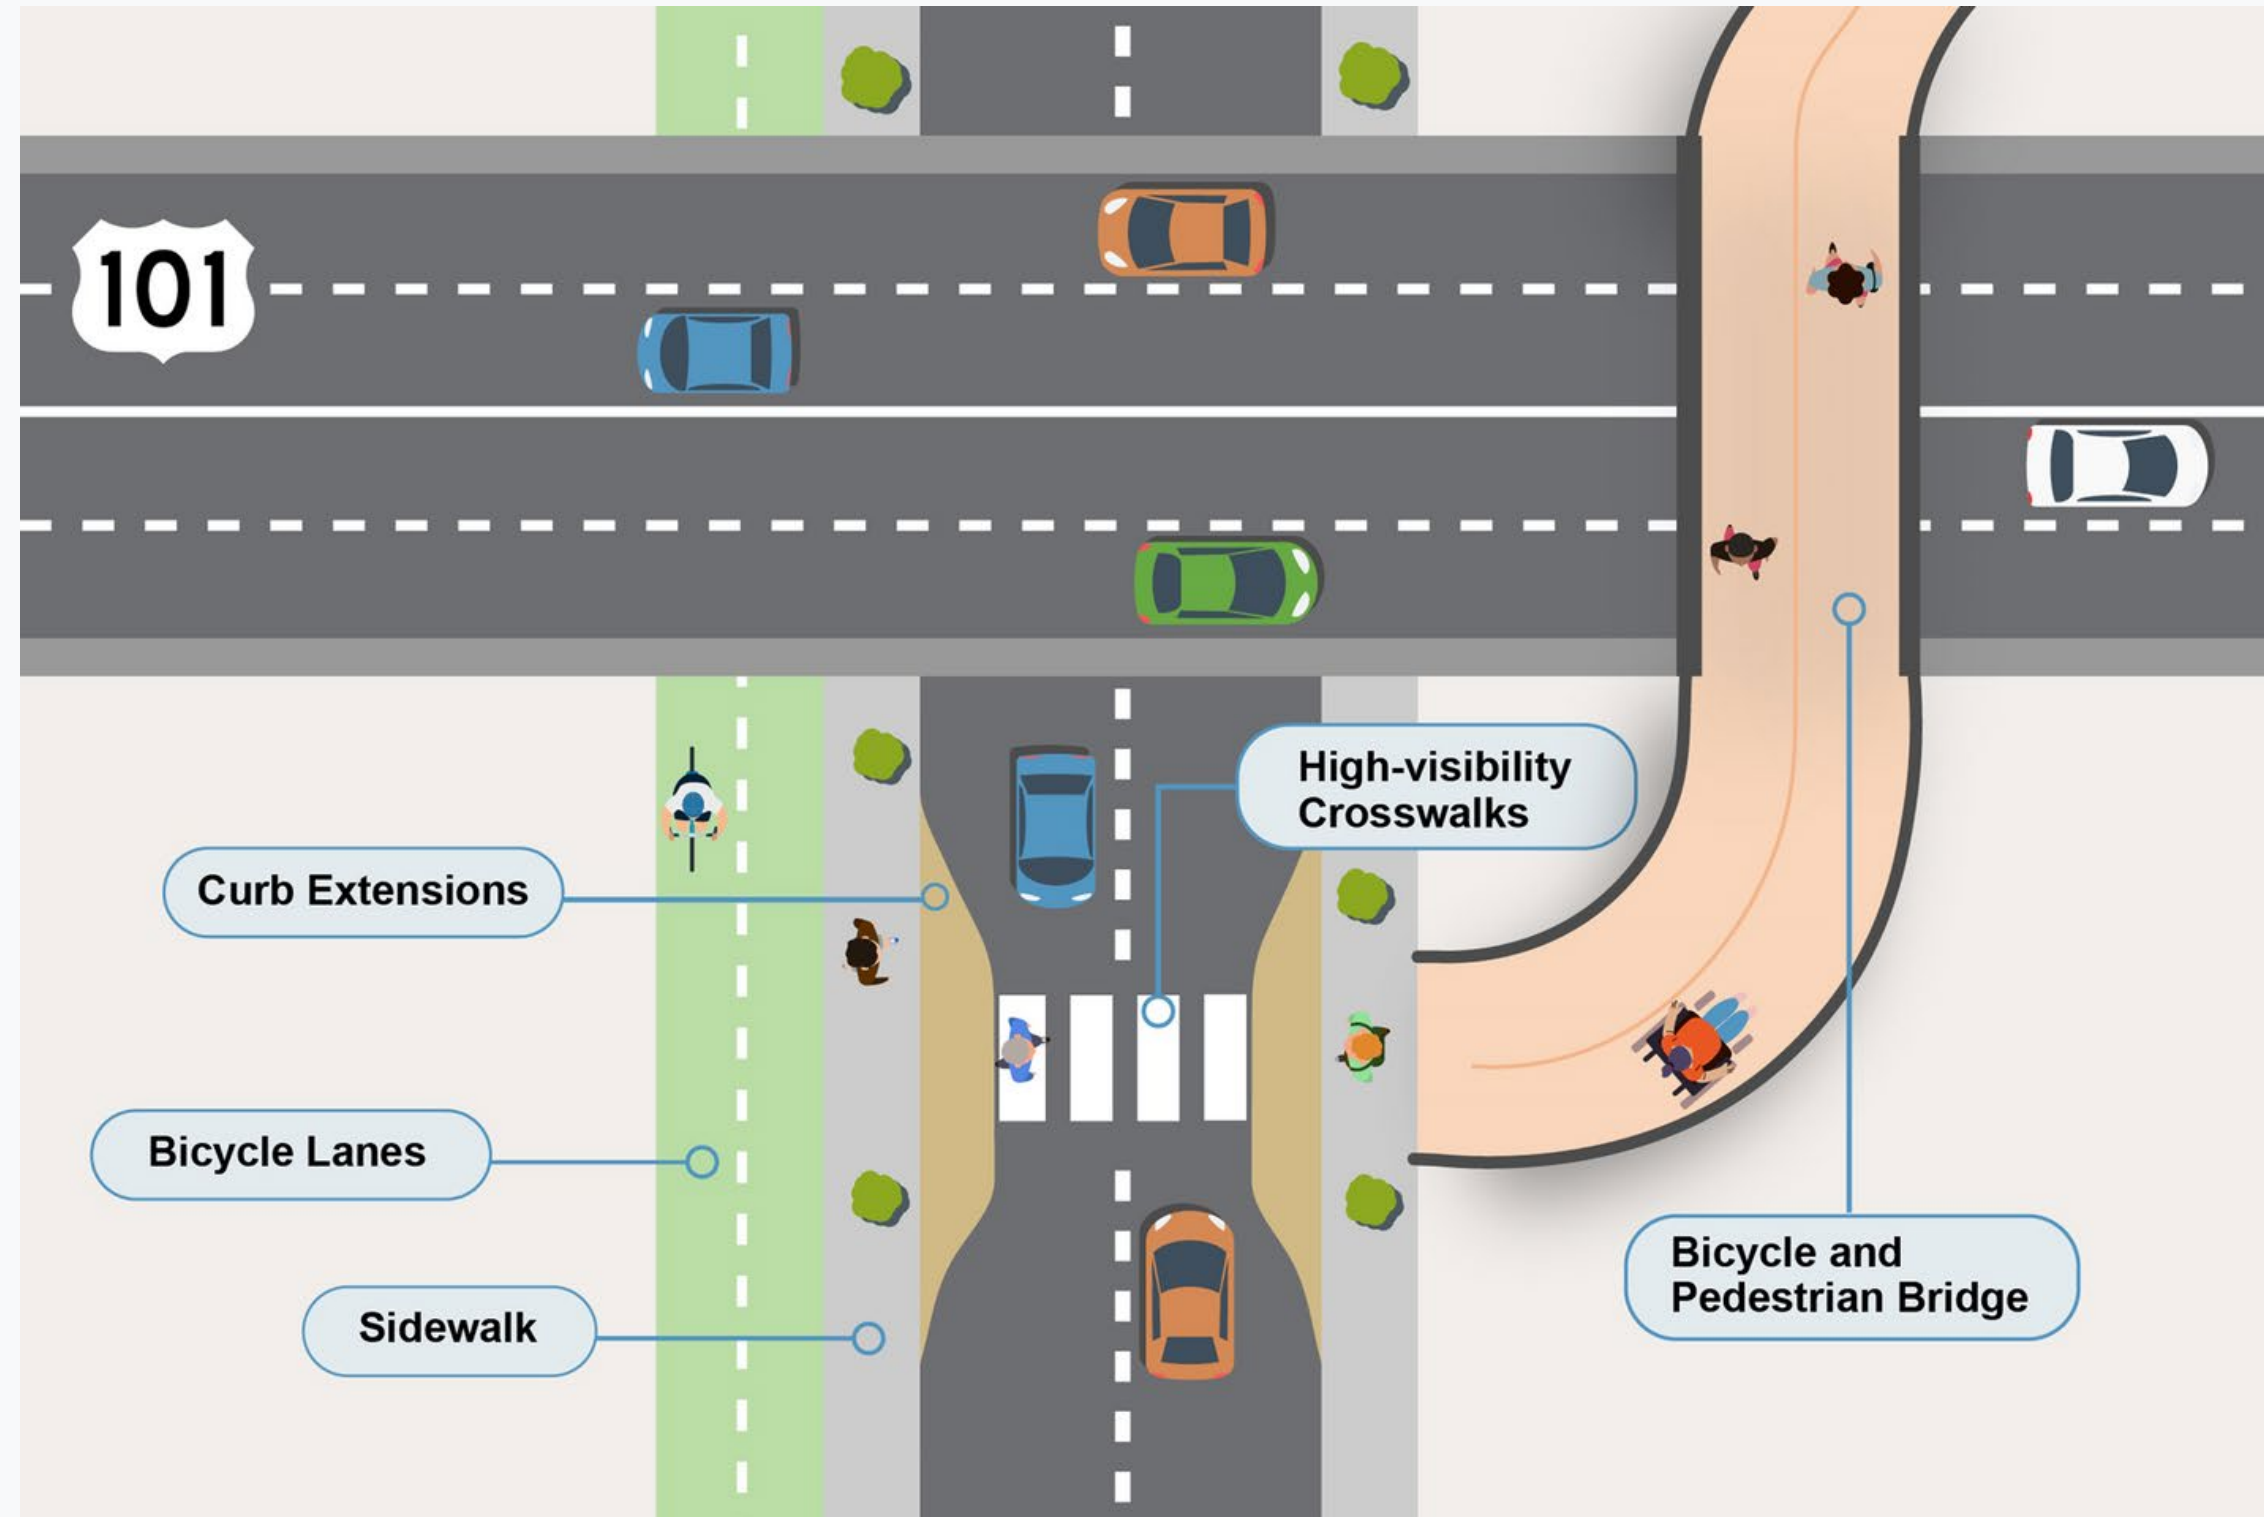 101
High-visibility
Crosswalks
Curb Extensions
Bicycle Lanes
Sidewalk
Bicycle and
Pedestrian Bridge